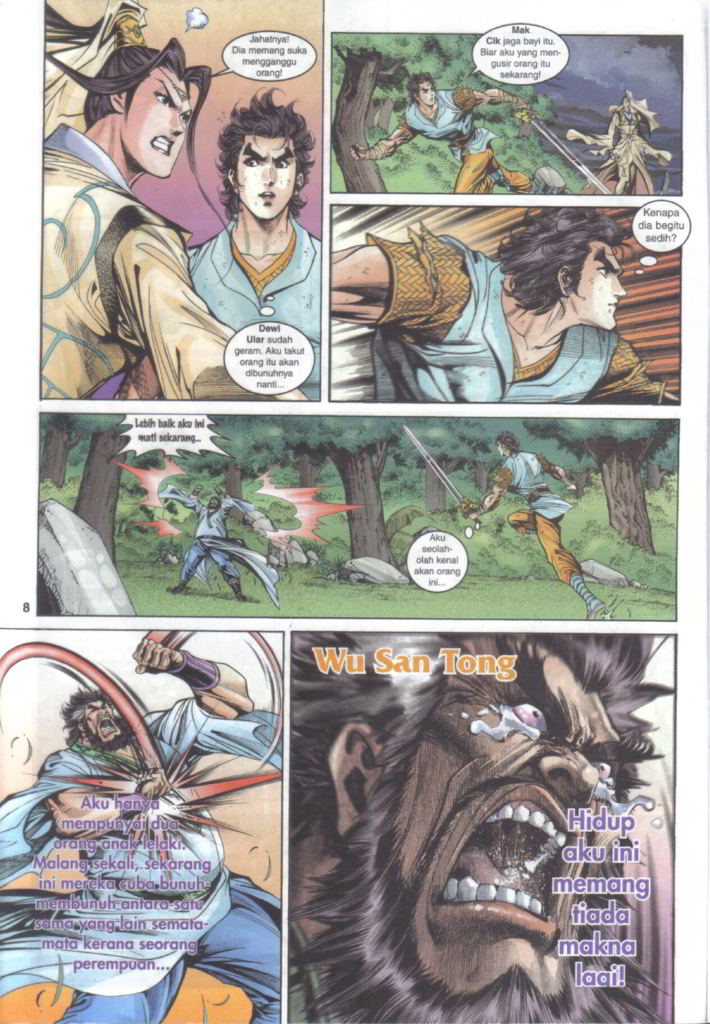 Jahatnya!
Dia memang suka
mengganggu
orang!
Dewi
Ular sudah
geram. Aku takut
orang itu akan
dibunuhnya
nanti...
Mak
Cik jaga bayi itu.
Biar aku yang men-
gusir orang itu
sekarang!
Kenapa
dia begitu
sedih?
Lebih baik aku ini
mati sekarang...
Aku
seolah-
olah kenal
akan orang
ini...
8
Aku hanya
mempunyai dua
orang anak lelaki.
Malang sekali, sekarang
ini mereka cuba bunuh-
membunuh antara satu
sama yang lain semata-
mata kerana seorang
perempuan...
Wu San Tong
Hidup
aku ini
memang
tiada
makna
lagi!